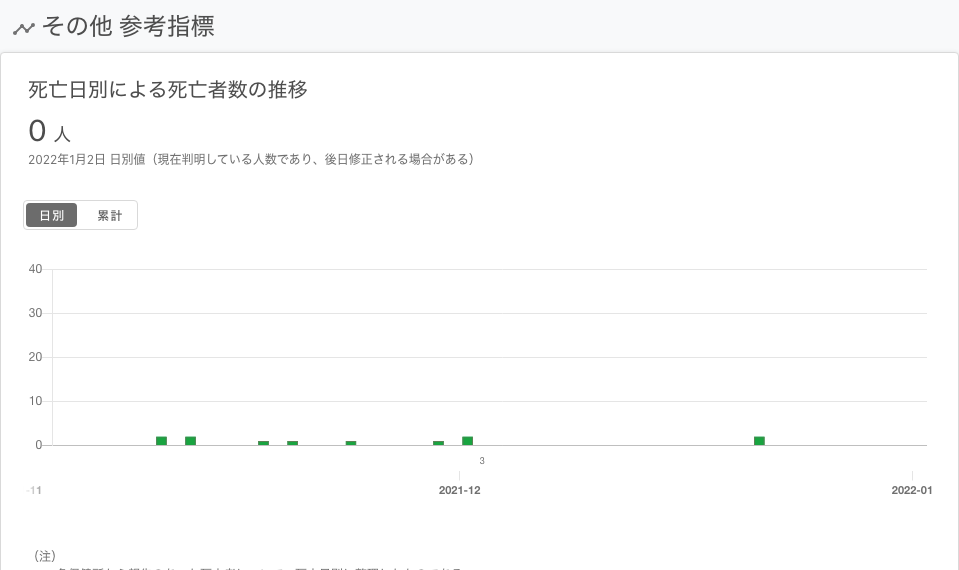 その他 参考指標
死亡日別による死亡者数の推移
0 人
2022年1月2日 日別値（現在判明している人数であり、後日修正される場合がある）
日別 累計
40
30
20
10
0
3
-11 2021-12 2022-01
（注）